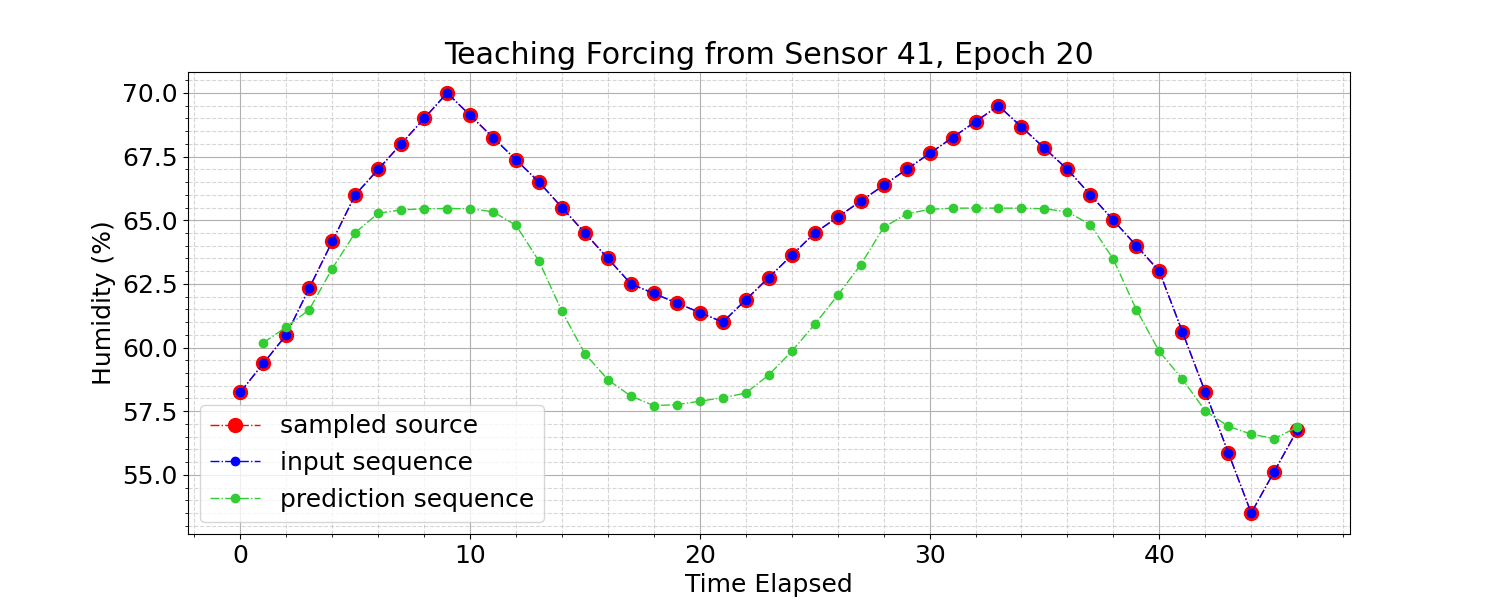 Teaching Forcing from Sensor 41, Epoch 20
Humidity (%)
70.0
67.5
65.0
62.5
60.0
57.5
55.0
sampled source
input sequence
prediction sequence
0 10 20 30 40
Time Elapsed